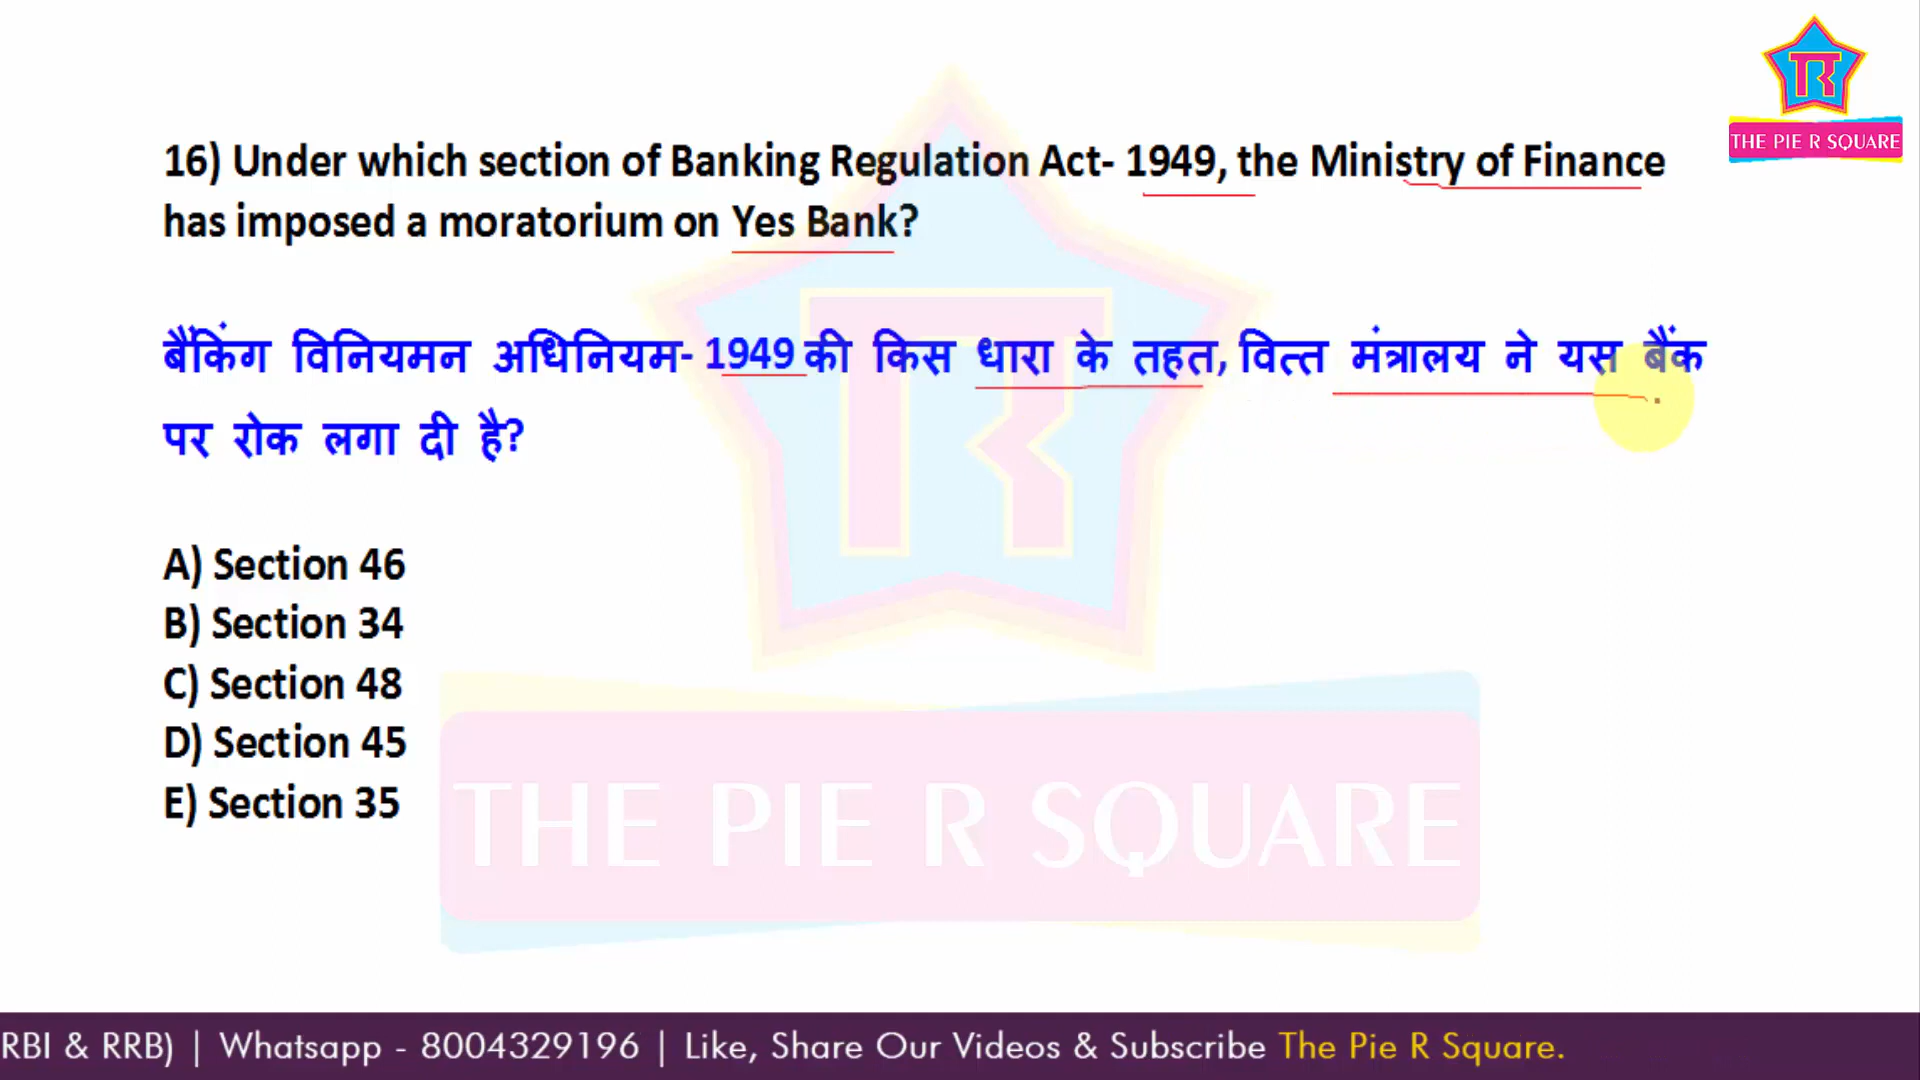 THE PIE R SQUARE
16) Under which section of Banking Regulation Act- 1949, the Ministry of Finance
has imposed a moratorium on Yes Bank?
बैंकिंग विनियमन अधिनियम- 1949 की किस धारा के तहत, वित्त मंत्रालय ने यस बैंक
पर रोक लगा दी है?
A) Section 46
B) Section 34
C) Section 48
D) Section 45
E) Section 35
THE PIE R SQUARE
RBI & RRB) | Whatsapp - 8004329196 | Like, Share Our Videos & Subscribe The Pie R Square.